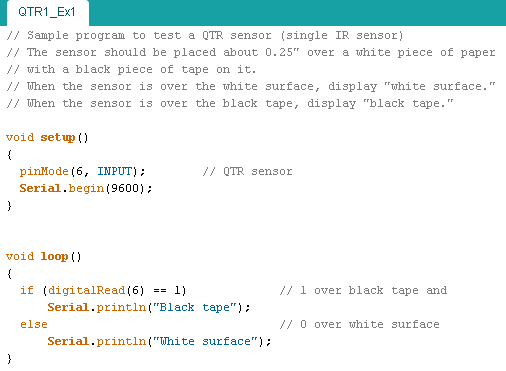 QTR1_Ex1
// Sample program to test a QTR sensor (single IR sensor)
// The sensor should be placed about 0.25" over a white piece of paper
// with a black piece of tape on it.
// When the sensor is over the white surface, display "white surface."
// When the sensor is over the black tape, display "black tape."
void setup()
{
pinMode(6, INPUT); // QTR sensor
Serial.begin(9600);
}
void loop()
{
if (digitalRead(6) == 1) // 1 over black tape and
Serial.println("Black tape");
else // 0 over white surface
Serial.println("White surface");
}